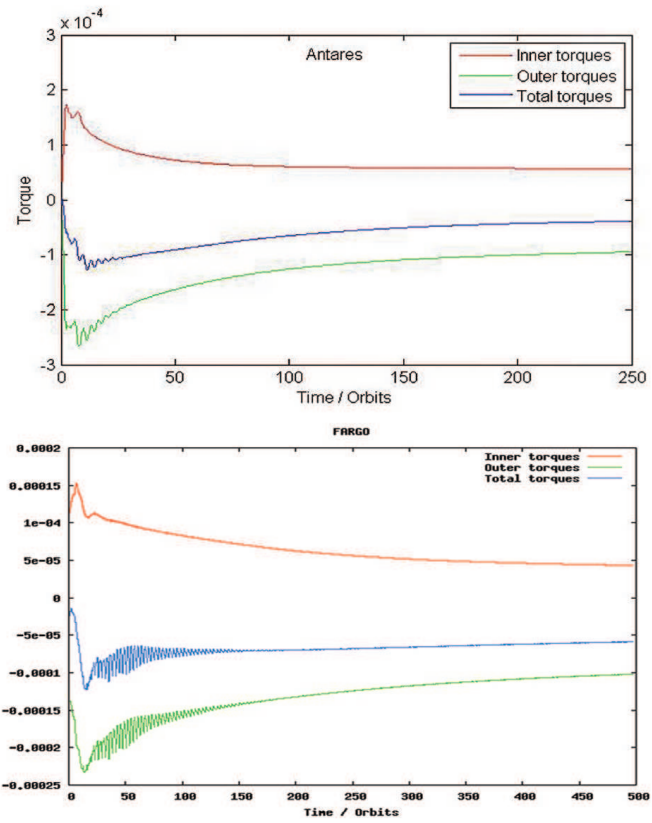 3 x 10-4
Antares
Inner torques
Outer torques
Total torques
2
1
0
-1
-2
-3
Torque
0 50 100 150 200 250
Time / Orbits
FARGO
0.0002
Inner torques
Outer torques
Total torques
0.00015
1e-04
5e-05
0
-5e-05
-0.0001
-0.00015
-0.0002
-0.00025
0 50 100 150 200 250 300 350 400 450 500
Time / Orbits